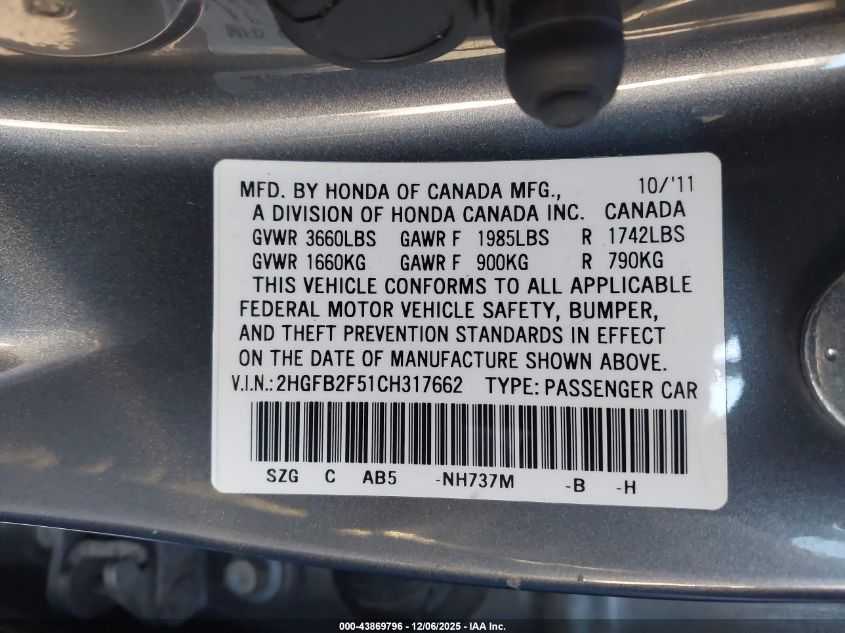 MFD. BY HONDA OF CANADA MFG., 10/'11
A DIVISION OF HONDA CANADA INC. CANADA
GVWR 3660LBS GAWR F 1985LBS R 1742LBS
GVWR 1660KG GAWR F 900KG R 790KG
THIS VEHICLE CONFORMS TO ALL APPLICABLE
FEDERAL MOTOR VEHICLE SAFETY, BUMPER,
AND THEFT PREVENTION STANDARDS IN EFFECT
ON THE DATE OF MANUFACTURE SHOWN ABOVE.
V.I.N.: 2HGFB2F51CH317662 TYPE: PASSENGER CAR
SZG C AB5 -NH737M -B -H
000-43869796 - 12/06/2025 - IAA Inc.